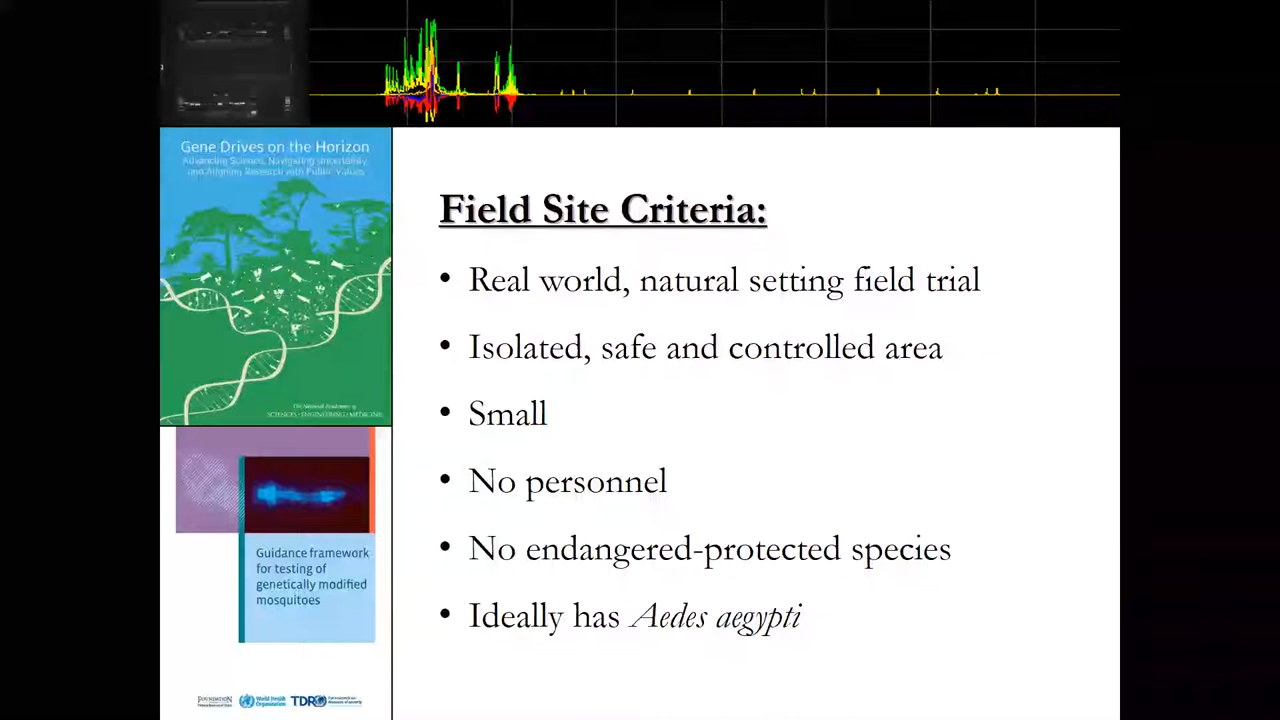 Gene Drives on the Horizon
Advancing Science, Navigating Uncertainty,
and Aligning Research with Public Values
The National Academies of
SCIENCES • ENGINEERING • MEDICINE
Guidance framework
for testing of
genetically modified
mosquitoes
FOUNDATION
World Health
Organization
TDR
Field Site Criteria:
• Real world, natural setting field trial
• Isolated, safe and controlled area
• Small
• No personnel
• No endangered-protected species
• Ideally has Aedes aegypti